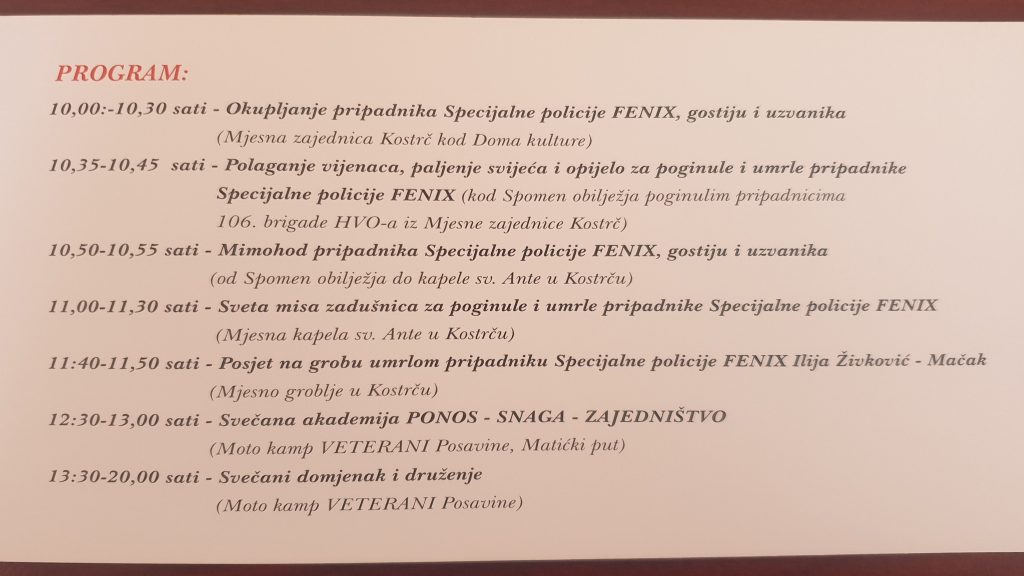 PROGRAM:
10,00:-10,30 sati - Okupljanje pripadnika Specijalne policije FENIX, gostiju i uzvanika
(Mjesna zajednica Kostrč kod Doma kulture)
10,35-10,45 sati - Polaganje vijenaca, paljenje svijeća i opijelo za poginule i umrle pripadnike
Specijalne policije FENIX (kod Spomen obilježja poginulim pripadnicima
106. brigade HVO-a iz Mjesne zajednice Kostrč)
10,50-10,55 sati - Mimohod pripadnika Specijalne policije FENIX, gostiju i uzvanika
(od Spomen obilježja do kapele sv. Ante u Kostrču)
11,00-11,30 sati - Sveta misa zadušnica za poginule i umrle pripadnike Specijalne policije FENIX
(Mjesna kapela sv. Ante u Kostrču)
11:40-11,50 sati - Posjet na grobu umrlom pripadniku Specijalne policije FENIX Ilija Živković - Mačak
(Mjesno groblje u Kostrču)
12:30-13,00 sati - Svečana akademija PONOS - SNAGA - ZAJEDNIŠTVO
(Moto kamp VETERANI Posavine, Matićki put)
13:30-20,00 sati - Svečani domjenak i druženje
(Moto kamp VETERANI Posavine)